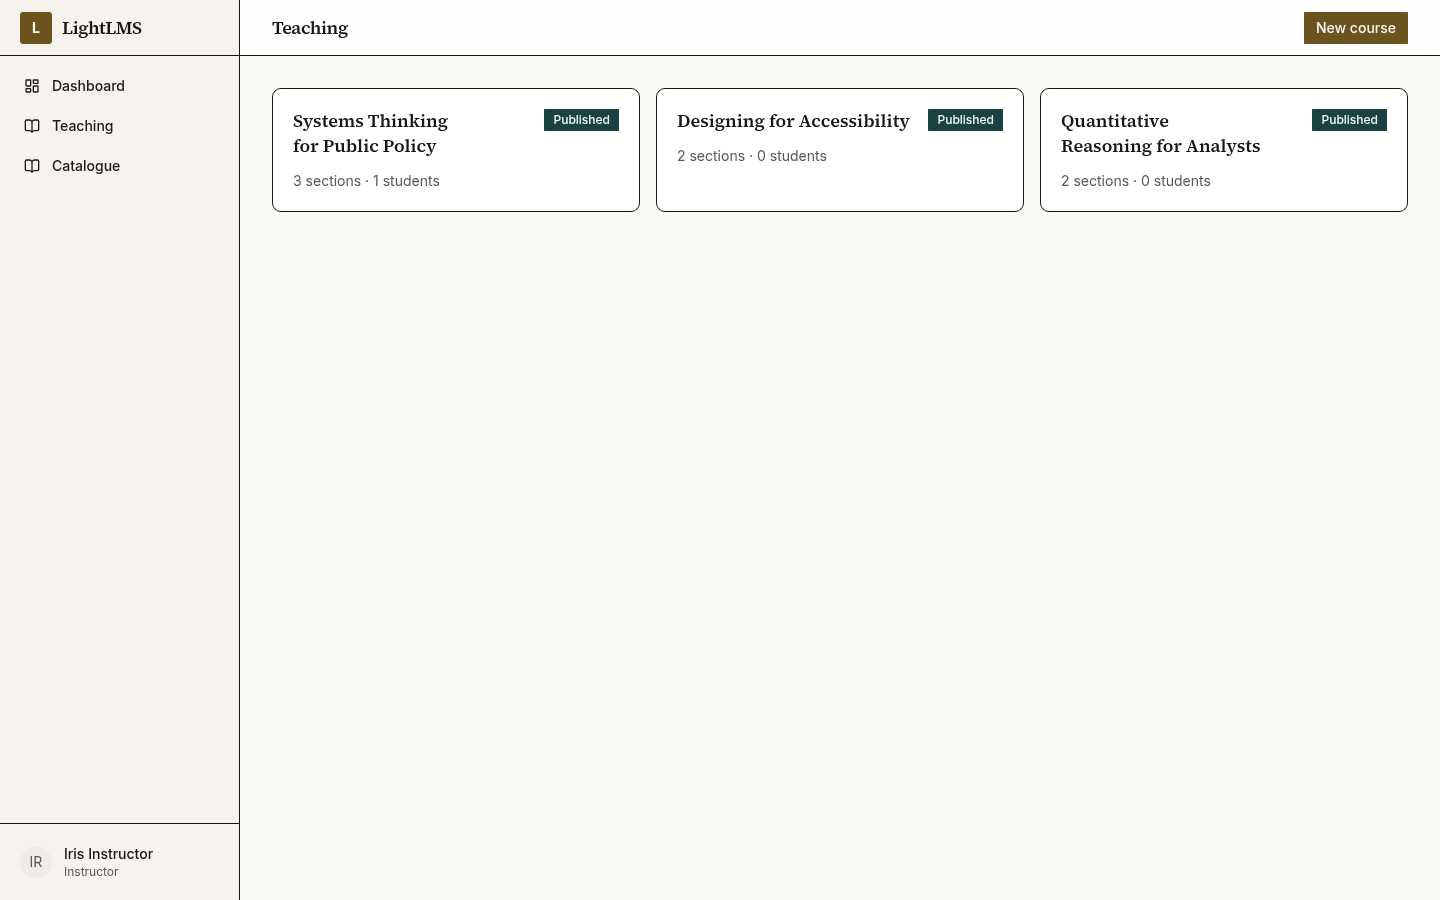 L
LightLMS
Dashboard
Teaching
Catalogue
Teaching
New course
Systems Thinking
for Public Policy
Published
3 sections · 1 students
Designing for Accessibility
Published
2 sections · 0 students
Quantitative
Reasoning for Analysts
Published
2 sections · 0 students
IR
Iris Instructor
Instructor